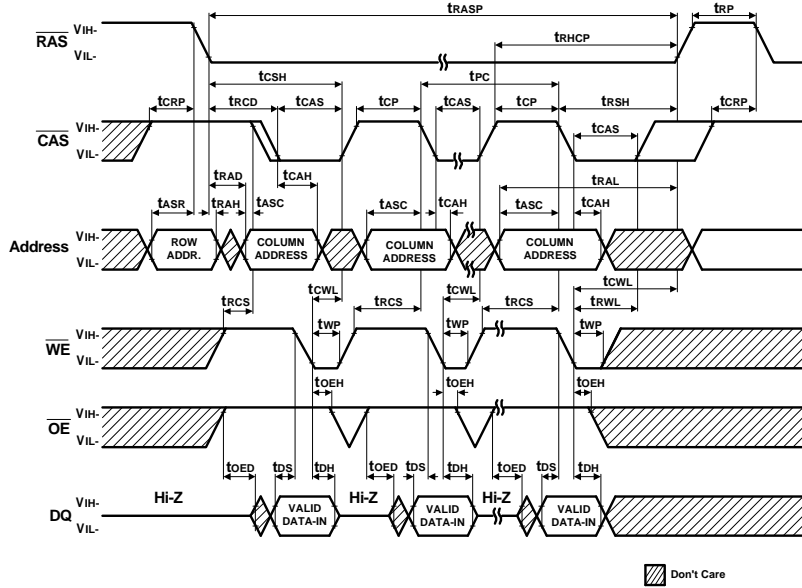 tRASP tRP
VIH-
RAS
VIL-
tRHCP
tCSH tPC
tCRP tRCD tCAS tCP tCAS tCP tRSH tCRP
VIH-
CAS
VIL-
tCAS
tRAD tCAH tRAL
tASR tRAH tASC tASC tCAH tASC tCAH
VIH-
Address
VIL-
ROW ADDR. COLUMN ADDRESS COLUMN ADDRESS COLUMN ADDRESS
tCWL tCWL tCWL
tRCS tRCS tRCS tRWL
tWP tWP tWP
VIH-
WE
VIL-
tOEH tOEH tOEH
VIH-
OE
VIL-
tOED tDS tDH tOED tDS tDH tOED tDS tDH
VIH-
DQ
VIL-
Hi-Z VALID DATA-IN Hi-Z VALID DATA-IN Hi-Z VALID DATA-IN
Don't Care